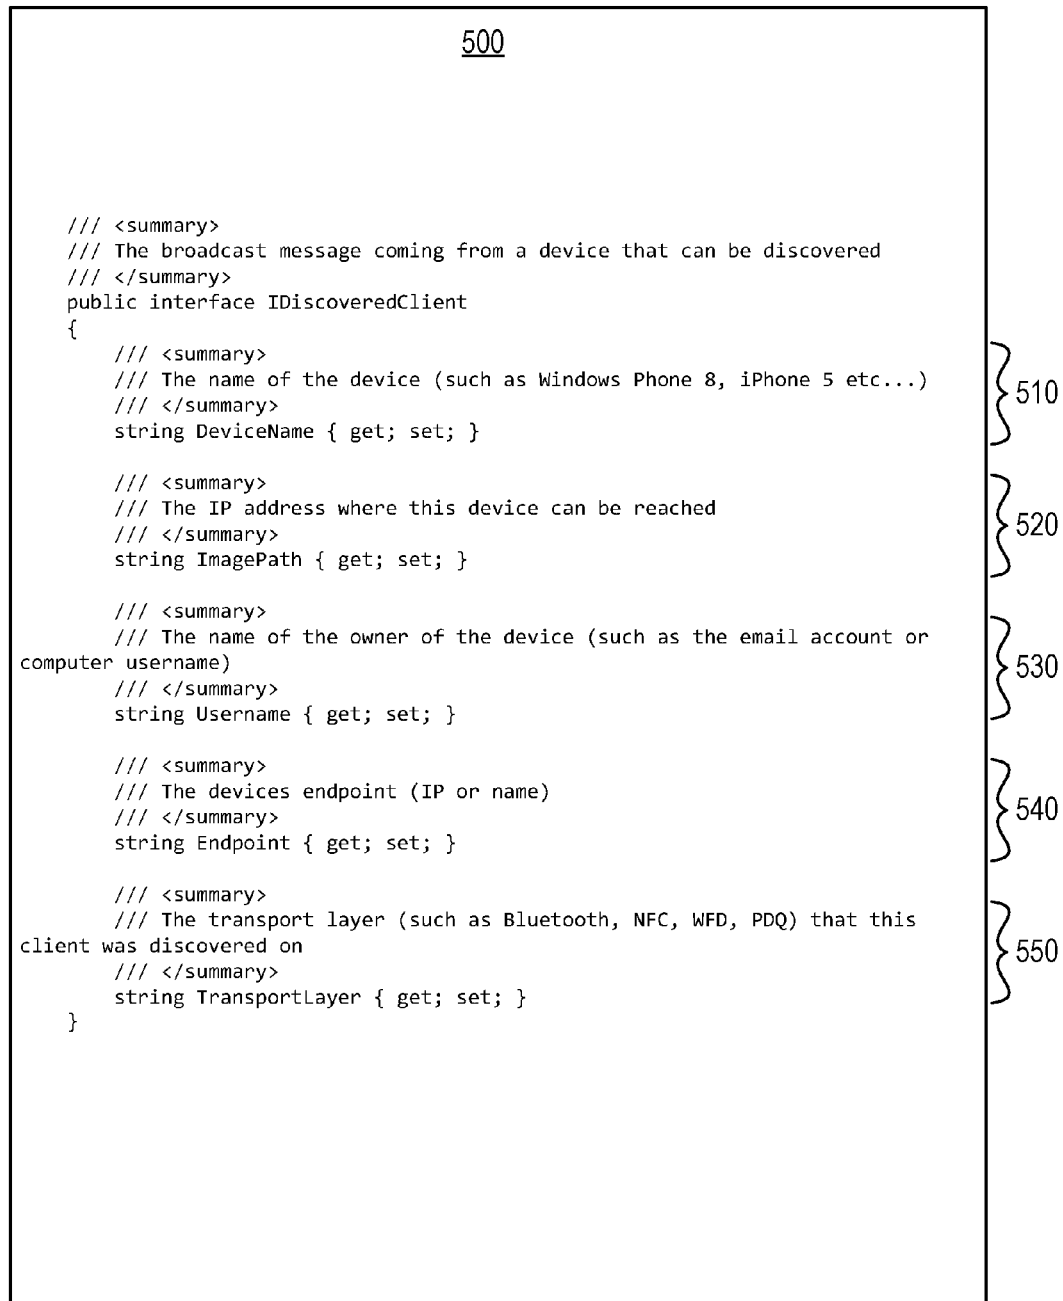 500
/// <summary>
/// The broadcast message coming from a device that can be discovered
/// </summary>
public interface IDiscoveredClient
{
/// <summary>
/// The name of the device (such as Windows Phone 8, iPhone 5 etc...)
/// </summary>
string DeviceName { get; set; }
510
/// <summary>
/// The IP address where this device can be reached
/// </summary>
string ImagePath { get; set; }
520
/// <summary>
/// The name of the owner of the device (such as the email account or
computer username)
/// </summary>
string Username { get; set; }
530
/// <summary>
/// The devices endpoint (IP or name)
/// </summary>
string Endpoint { get; set; }
540
/// <summary>
/// The transport layer (such as Bluetooth, NFC, WFD, PDQ) that this
client was discovered on
/// </summary>
string TransportLayer { get; set; }
550
}